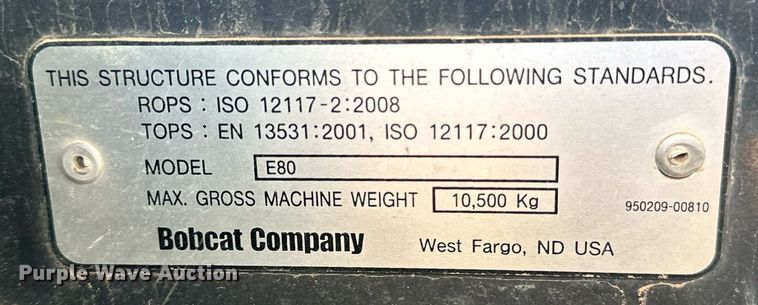 THIS STRUCTURE CONFORMS TO THE FOLLOWING STANDARDS.
ROPS : ISO 12117-2:2008
TOPS : EN 13531:2001, ISO 12117:2000
MODEL E80
MAX. GROSS MACHINE WEIGHT 10,500 Kg
950209-00810
Bobcat Company West Fargo, ND USA
Purple Wave Auction